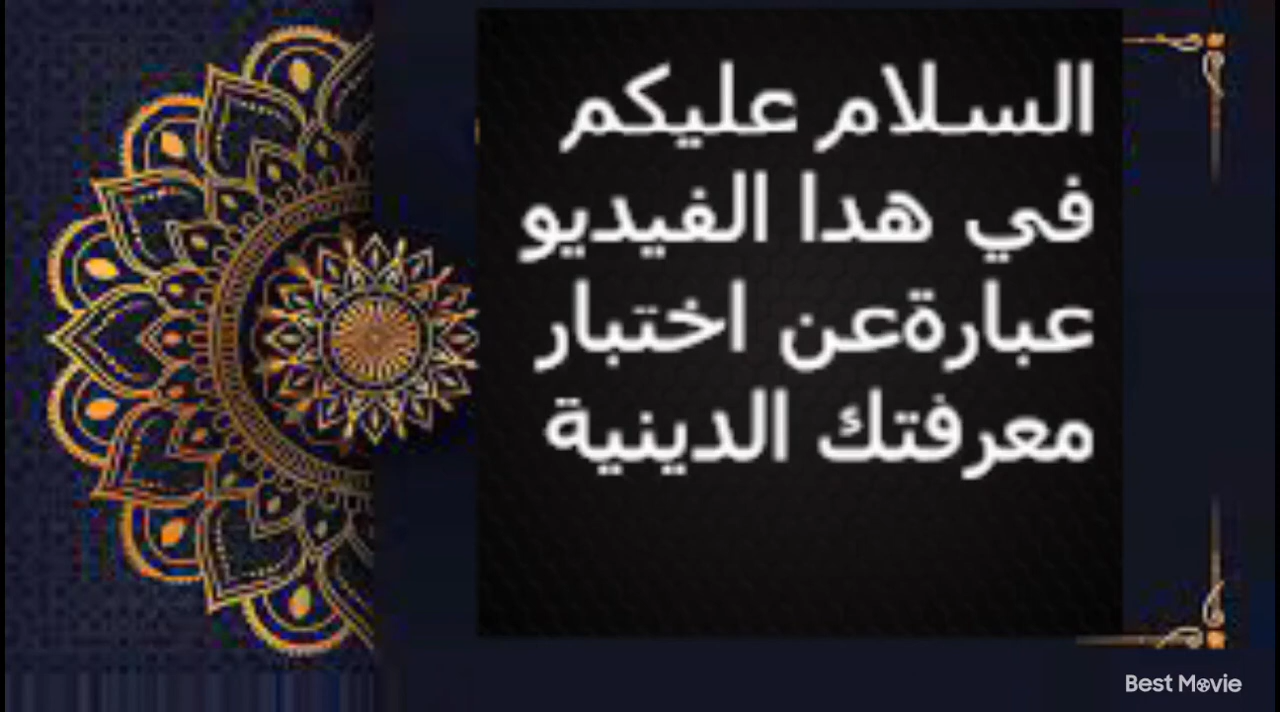 السلام عليكم
في هدا الفيديو
عبارةعن اختبار
معرفتك الدينية
Best Movie